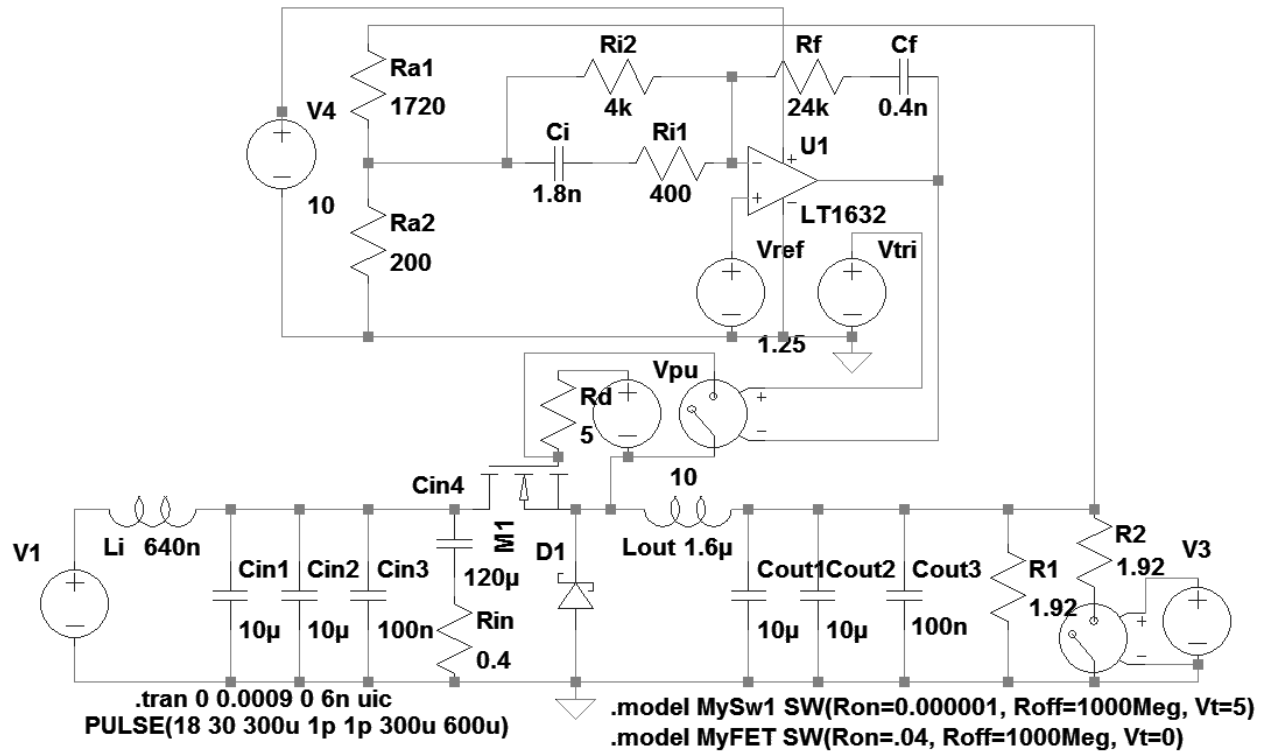 Ri2
Rf
Cf
Ra1
1720
4k
24k
0.4n
V4
Ci
Ri1
U1
1.8n
400
10
LT1632
Ra2
200
Vref
Vtri
1.25
Vpu
Rd
5
10
Cin4
M1
V1
Li 640n
D1
Lout 1.6µ
R2
1.92
V3
Cin1
Cin2
Cin3
120µ
Cout1
Cout2
Cout3
R1
1.92
10µ
10µ
100n
Rin
0.4
10µ
10µ
100n
.tran 0 0.0009 0 6n uic
PULSE(18 30 300u 1p 1p 300u 600u)
.model MySw1 SW(Ron=0.000001, Roff=1000Meg, Vt=5)
.model MyFET SW(Ron=.04, Roff=1000Meg, Vt=0)